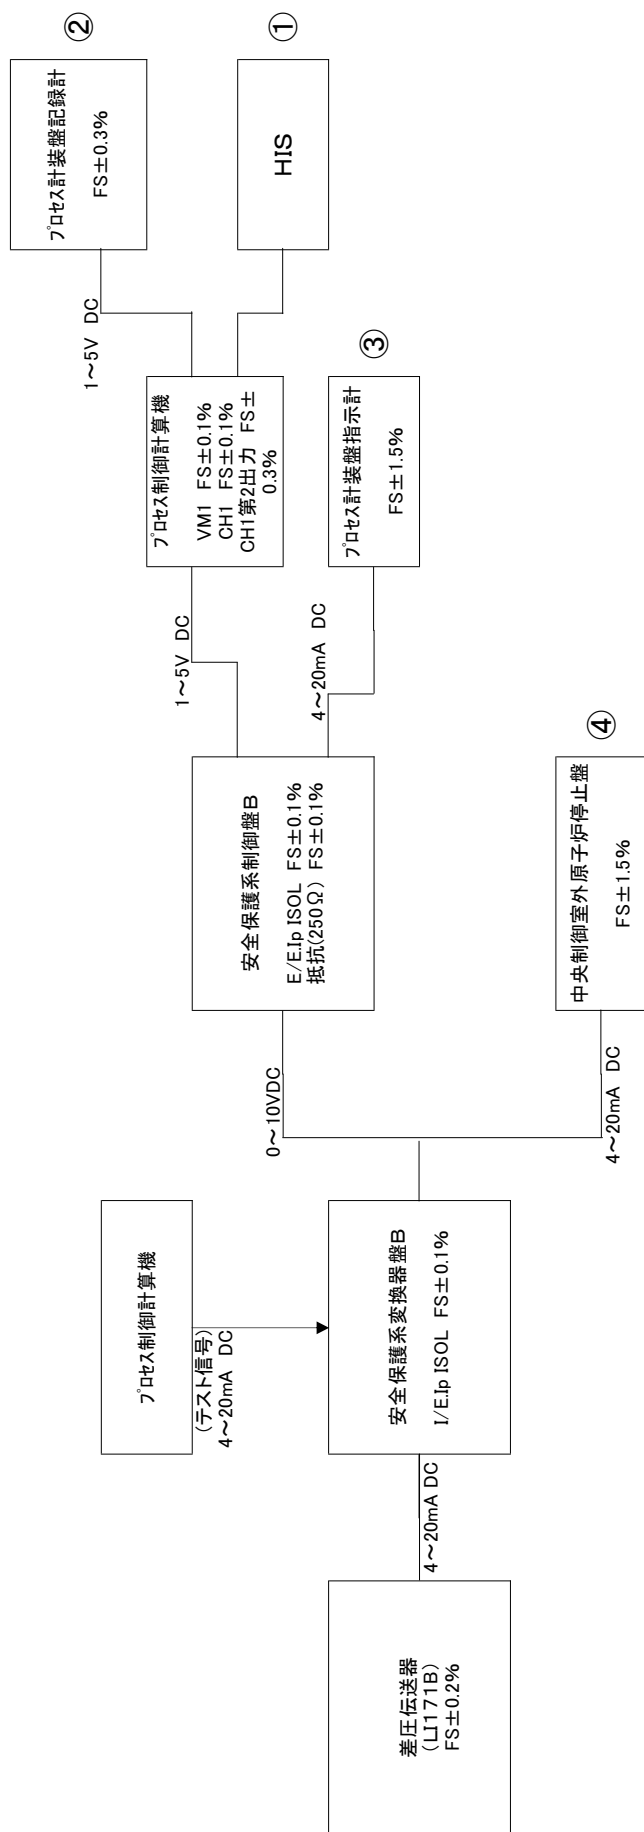 差圧伝送器
(LI171B)
FS±0.2%
4～20mA DC
プロセス制御計算機
(テスト信号)
4～20mA DC
安全保護系変換器盤B
I/E.Ip ISOL FS±0.1%
0～10VDC
4～20mA DC
安全保護系制御盤B
E/E.Ip ISOL FS±0.1%
抵抗(250Ω) FS±0.1%
中央制御室外原子炉停止盤
FS±1.5%
④
1～5V DC
4～20mA DC
プロセス制御計算機
VM1 FS±0.1%
CH1 FS±0.1%
CH1第2出力 FS±
0.3%
プロセス計装盤指示計
FS±1.5%
③
1～5V DC
プロセス計装盤記録計
FS±0.3%
②
HIS
①